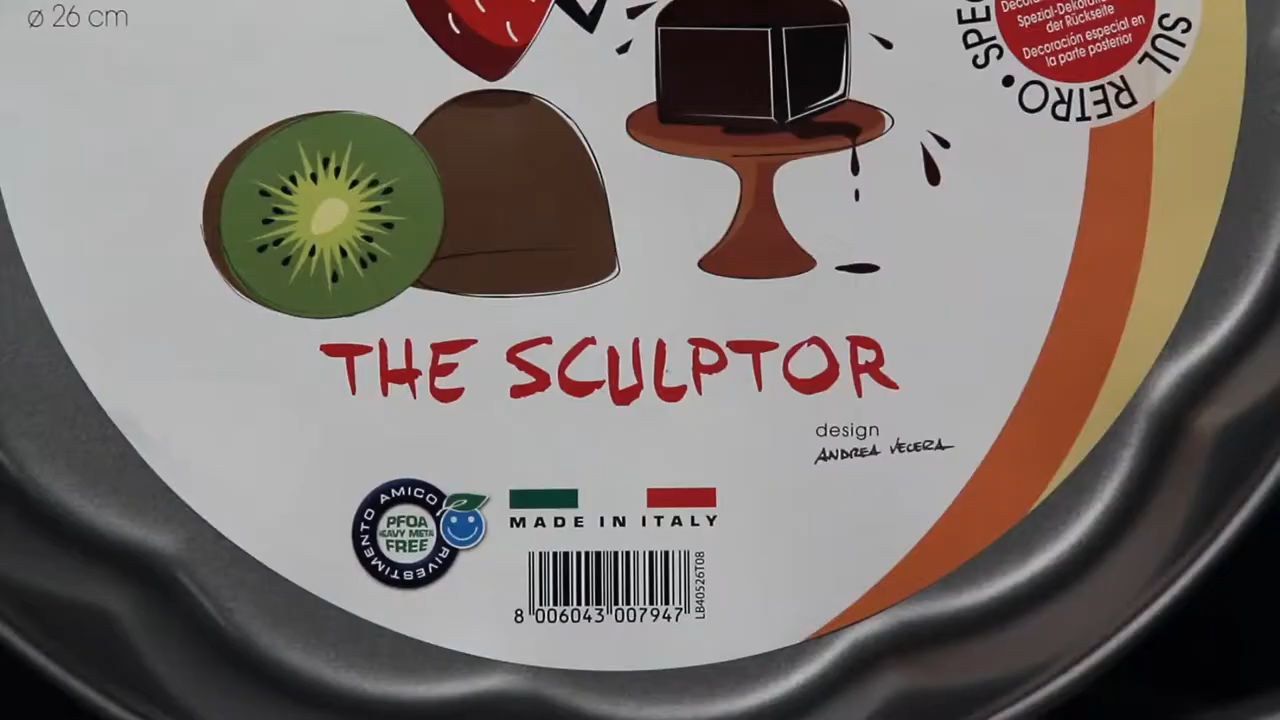 ø 26 cm
Spezial-Dekoration
der Rückseite
Decoración especial en
la parte posterior
SUL RETRO • SPEC
THE SCULPTOR
design
ANDREA VECERA
RIVESTIMENTO AMICO
PFOA
HEAVY METAL
FREE
MADE IN ITALY
8 006043 007947
LB40526T08